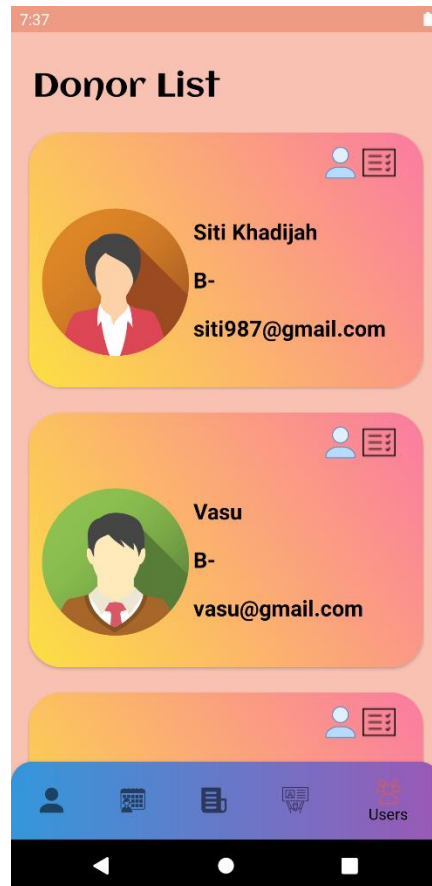 7:37
Donor List
Siti Khadijah
B-
siti987@gmail.com
Vasu
B-
vasu@gmail.com
Users